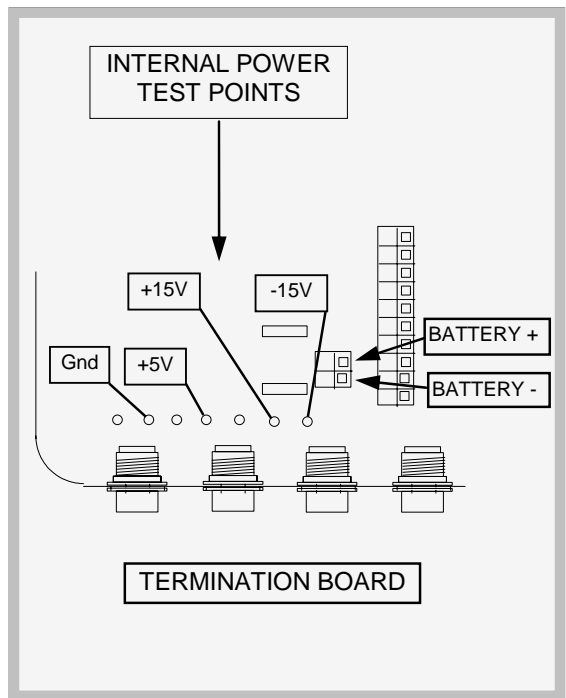 INTERNAL POWER
TEST POINTS
+15V
-15V
BATTERY +
Gnd
+5V
BATTERY -
TERMINATION BOARD